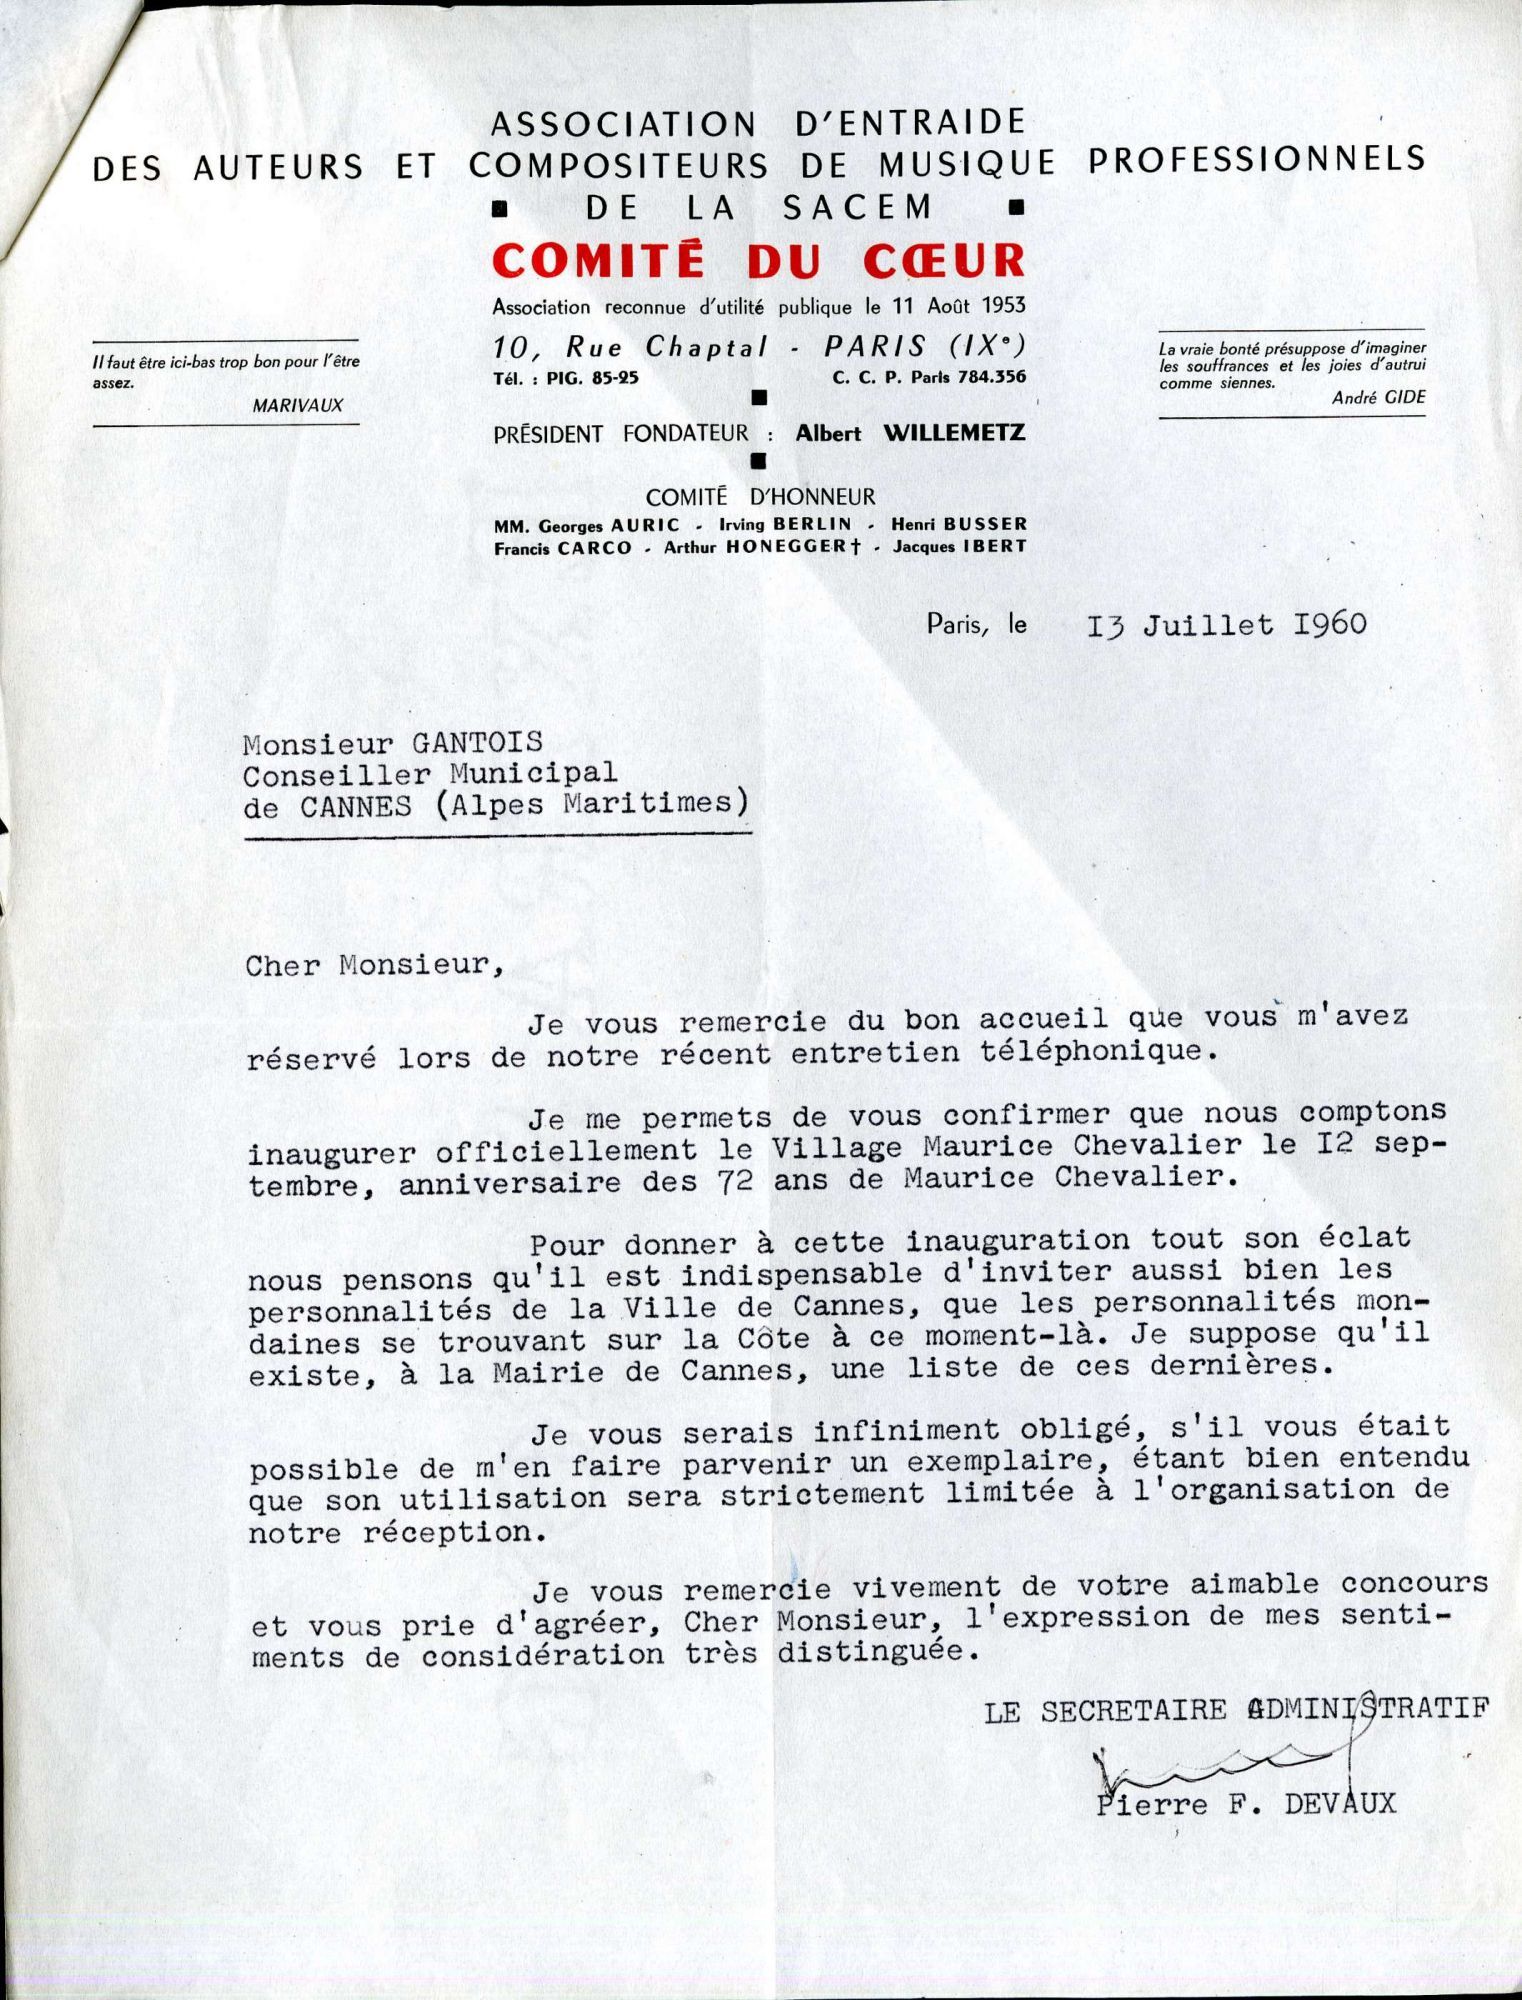 ASSOCIATION D'ENTRAIDE
DES AUTEURS ET COMPOSITEURS DE MUSIQUE PROFESSIONNELS
▪ DE LA SACEM ▪
COMITÉ DU CŒUR
Association reconnue d'utilité publique le 11 Août 1953
10, Rue Chaptal - PARIS (IXe)
Tél. : PIG. 85-25 C. C. P. Paris 784.356
Il faut être ici-bas trop bon pour l'être
assez.
MARIVAUX
La vraie bonté présuppose d'imaginer
les souffrances et les joies d'autrui
comme siennes.
André GIDE
PRÉSIDENT FONDATEUR : Albert WILLEMETZ
COMITÉ D'HONNEUR
MM. Georges AURIC - Irving BERLIN - Henri BUSSER
Francis CARCO - Arthur HONEGGER† - Jacques IBERT
Paris, le I3 Juillet I960
Monsieur GANTOIS
Conseiller Municipal
de CANNES (Alpes Maritimes)
Cher Monsieur,
Je vous remercie du bon accueil que vous m'avez
réservé lors de notre récent entretien téléphonique.
Je me permets de vous confirmer que nous comptons
inaugurer officiellement le Village Maurice Chevalier le I2 sep-
tembre, anniversaire des 72 ans de Maurice Chevalier.
Pour donner à cette inauguration tout son éclat
nous pensons qu'il est indispensable d'inviter aussi bien les
personnalités de la Ville de Cannes, que les personnalités mon-
daines se trouvant sur la Côte à ce moment-là. Je suppose qu'il
existe, à la Mairie de Cannes, une liste de ces dernières.
Je vous serais infiniment obligé, s'il vous était
possible de m'en faire parvenir un exemplaire, étant bien entendu
que son utilisation sera strictement limitée à l'organisation de
notre réception.
Je vous remercie vivement de votre aimable concours
et vous prie d'agréer, Cher Monsieur, l'expression de mes senti-
ments de considération très distinguée.
LE SECRETAIRE ADMINISTRATIF
Pierre F. DEVAUX